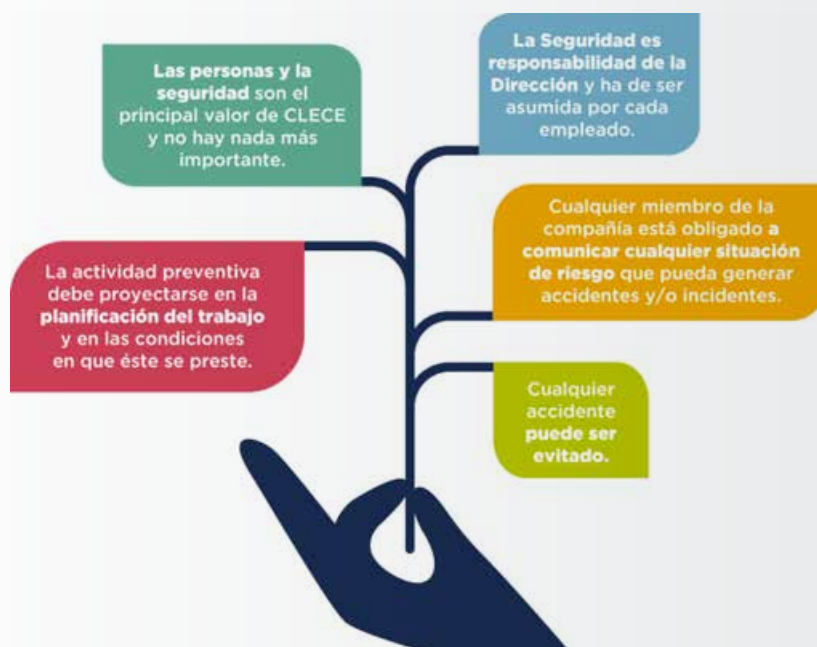 Las personas y la
seguridad son el
principal valor de CLECE
y no hay nada más
importante.
La Seguridad es
responsabilidad de la
Dirección y ha de ser
asumida por cada
empleado.
La actividad preventiva
debe proyectarse en la
planificación del trabajo
y en las condiciones
en que éste se preste.
Cualquier miembro de la
compañía está obligado a
comunicar cualquier situación
de riesgo que pueda generar
accidentes y/o incidentes.
Cualquier
accidente
puede ser
evitado.